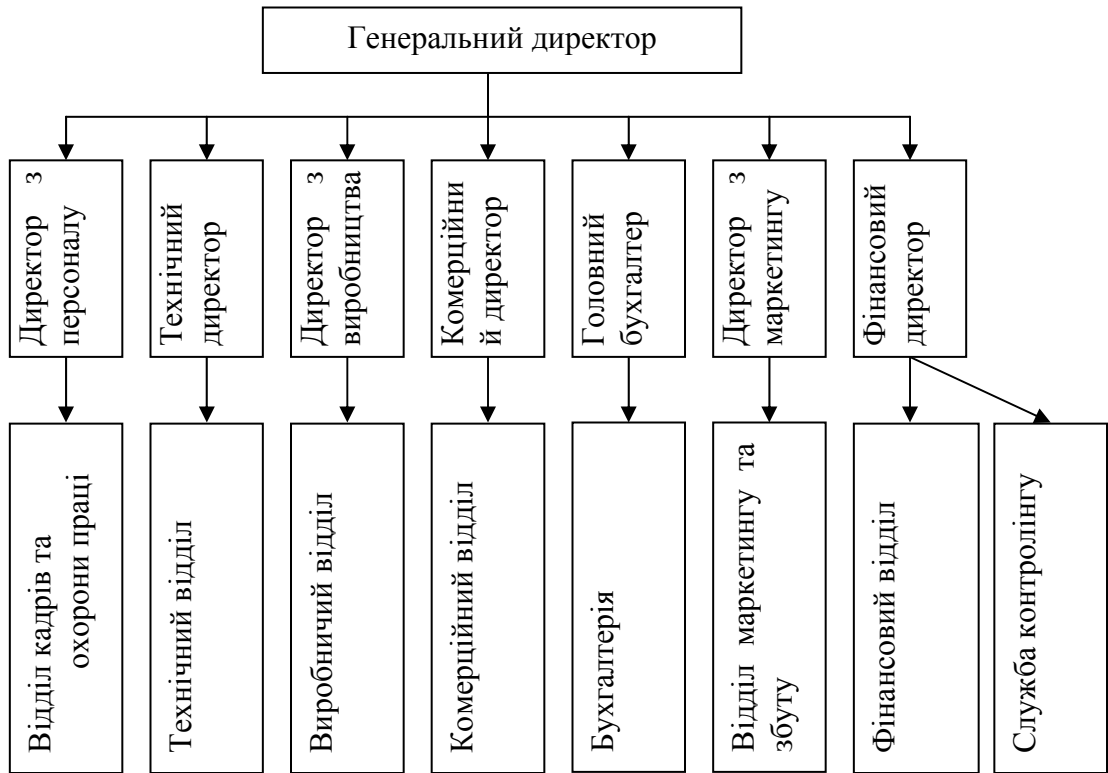 Генеральний директор
Директор з
персоналу
Технічний
директор
Директор з
виробництва
Комерційни
й директор
Головний
бухгалтер
Директор з
маркетингу
Фінансовий
директор
Відділ кадрів та
охорони праці
Технічний відділ
Виробничий відділ
Комерційний відділ
Бухгалтерія
Відділ маркетингу та
збуту
Фінансовий відділ
Служба контролінгу